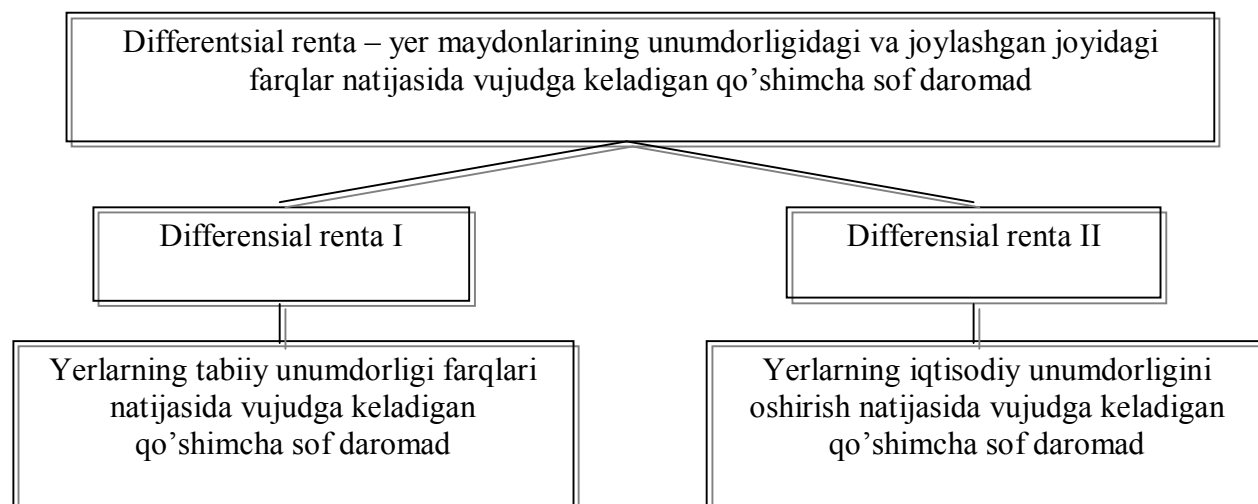 Differentsial renta – yer maydonlarining unumdorligidagi va joylashgan joyidagi
farqlar natijasida vujudga keladigan qo’shimcha sof daromad
Differensial renta I
Differensial renta II
Yerlarning tabiiy unumdorligi farqlari
natijasida vujudga keladigan
qo’shimcha sof daromad
Yerlarning iqtisodiy unumdorligini
oshirish natijasida vujudga keladigan
qo’shimcha sof daromad